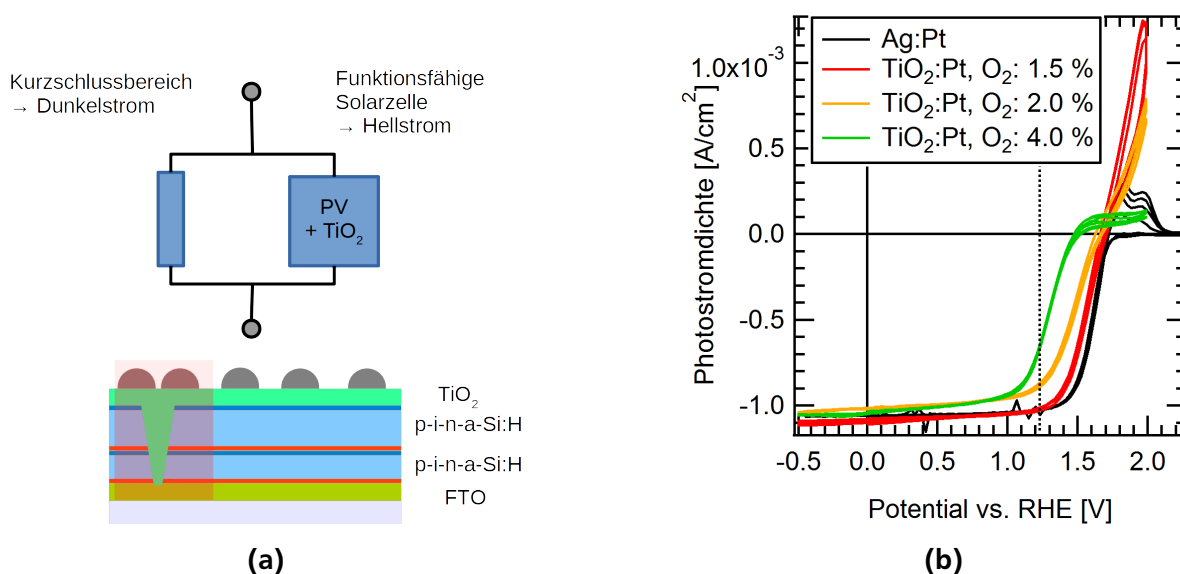 Kurzschlussbereich
→ Dunkelstrom
Funktionsfähige
Solarzelle
→ Hellstrom
PV
+ TiO₂
TiO₂
p-i-n-a-Si:H
p-i-n-a-Si:H
FTO
(a)
Ag:Pt
TiO₂:Pt, O₂: 1.5 %
TiO₂:Pt, O₂: 2.0 %
TiO₂:Pt, O₂: 4.0 %
1.0x10⁻³
0.5
0.0
-0.5
-1.0
Photostromdichte [A/cm²]
-0.5 0.0 0.5 1.0 1.5 2.0
Potential vs. RHE [V]
(b)